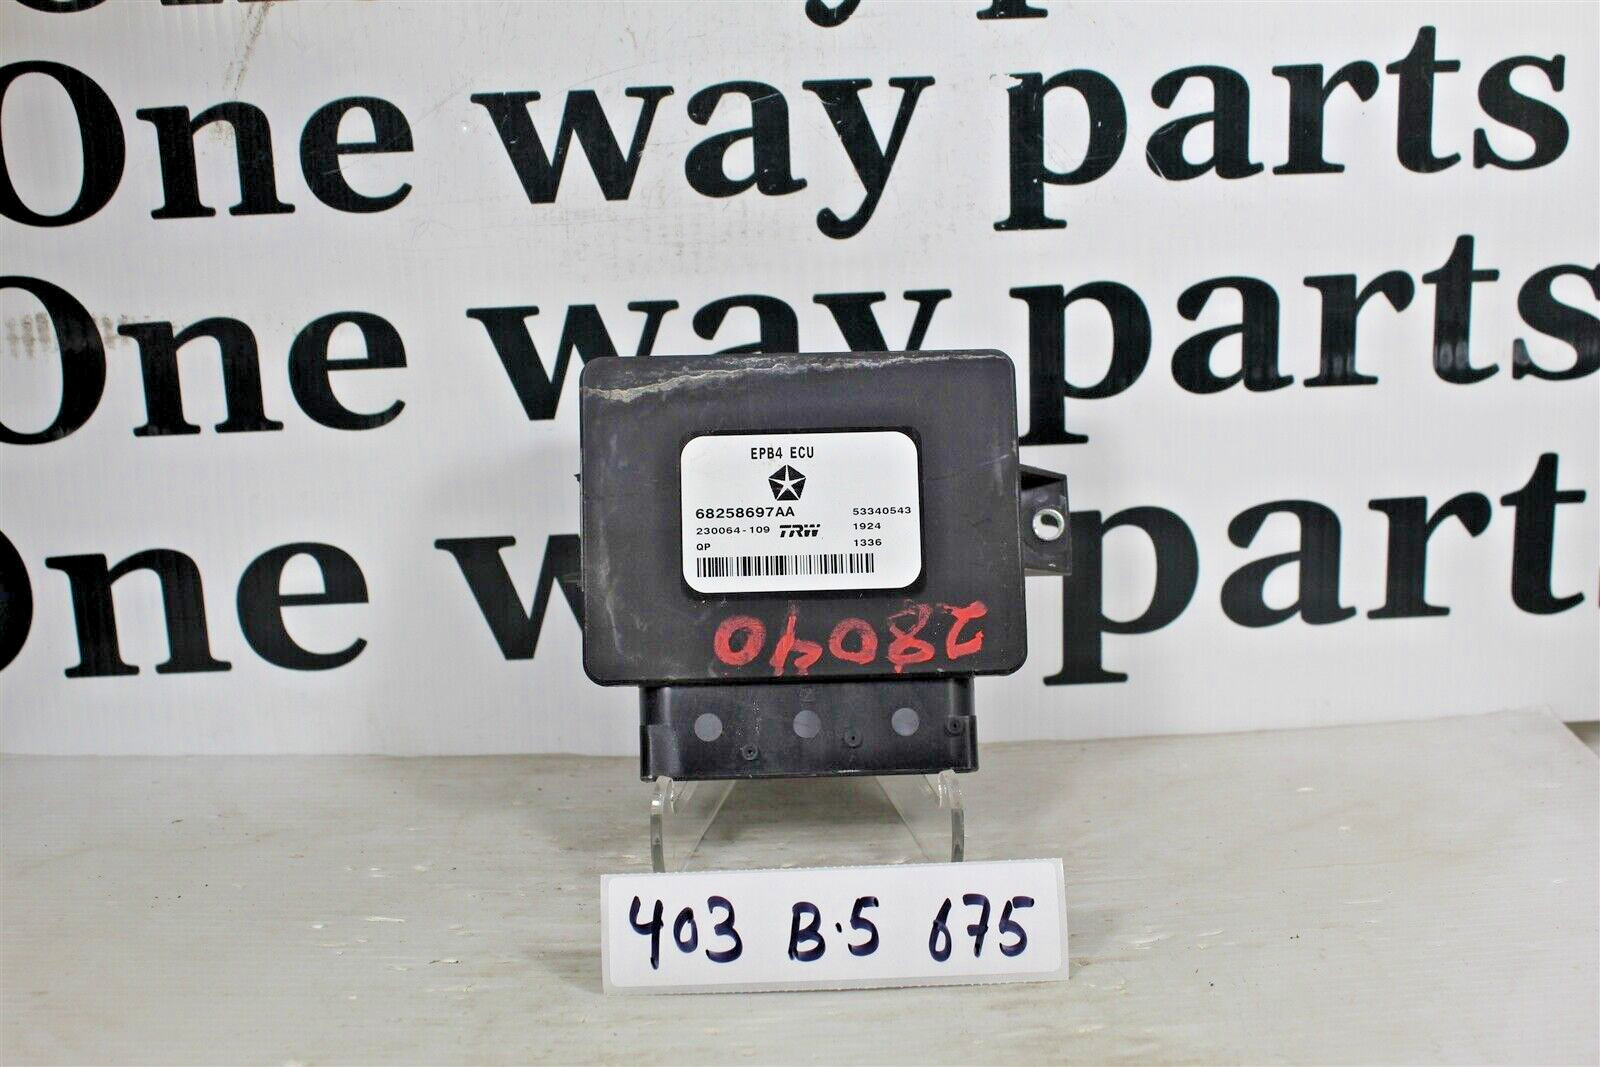 One way parts
One way parts
One way parts
EPB4 ECU
68258697AA 53340543
230064-109 TRW 1924
QP 1336
28040
403 B.5 675